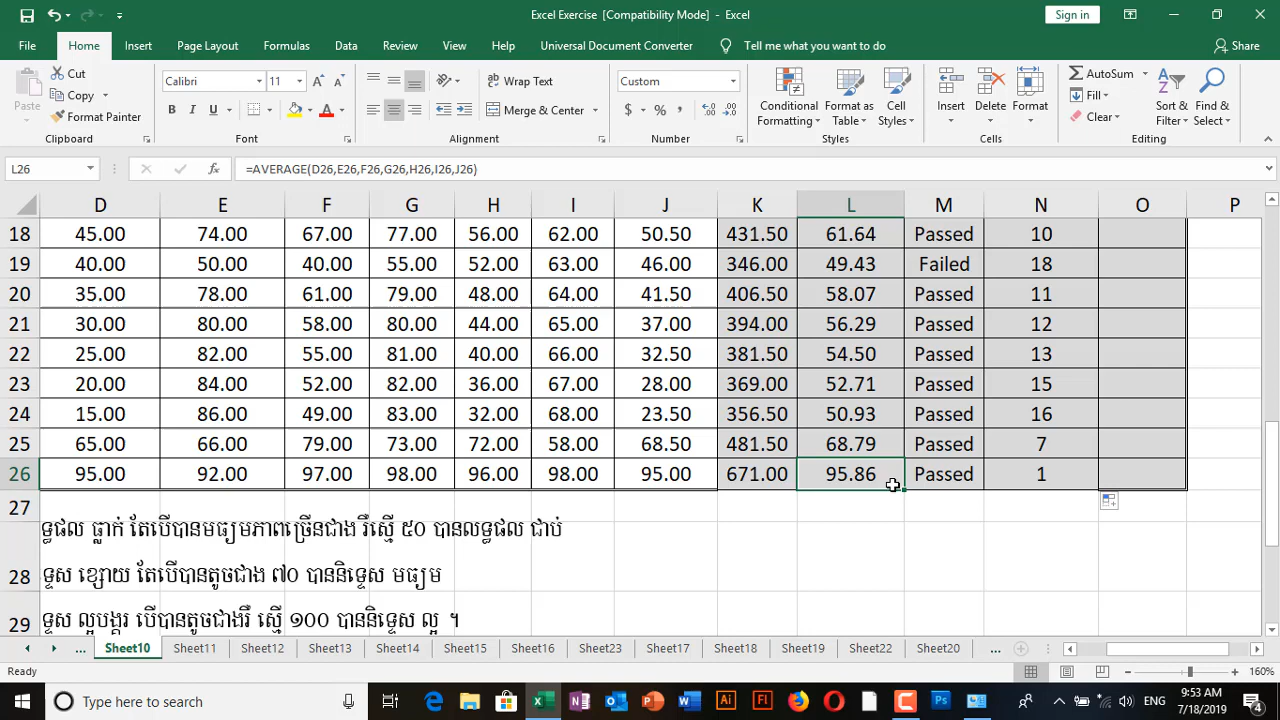 Excel Exercise [Compatibility Mode] - Excel
Sign in
File Home Insert Page Layout Formulas Data Review View Help Universal Document Converter Tell me what you want to do Share
Paste Cut Copy Format Painter
Calibri 11 B I U
Wrap Text Merge & Center
Custom $ % ,
Conditional Formatting Format as Table Cell Styles
Insert Delete Format
AutoSum Fill Clear Sort & Filter Find & Select
Clipboard Font Alignment Number Styles Cells Editing
L26 fx =AVERAGE(D26,E26,F26,G26,H26,I26,J26)
D E F G H I J K L M N O P
18 45.00 74.00 67.00 77.00 56.00 62.00 50.50 431.50 61.64 Passed 10
19 40.00 50.00 40.00 55.00 52.00 63.00 46.00 346.00 49.43 Failed 18
20 35.00 78.00 61.00 79.00 48.00 64.00 41.50 406.50 58.07 Passed 11
21 30.00 80.00 58.00 80.00 44.00 65.00 37.00 394.00 56.29 Passed 12
22 25.00 82.00 55.00 81.00 40.00 66.00 32.50 381.50 54.50 Passed 13
23 20.00 84.00 52.00 82.00 36.00 67.00 28.00 369.00 52.71 Passed 15
24 15.00 86.00 49.00 83.00 32.00 68.00 23.50 356.50 50.93 Passed 16
25 65.00 66.00 79.00 73.00 72.00 58.00 68.50 481.50 68.79 Passed 7
26 95.00 92.00 97.00 98.00 96.00 98.00 95.00 671.00 95.86 Passed 1
27
ទ្ធផល ធ្លាក់ តែបើបានមធ្យមភាពច្រើនជាង រឺស្មើ ៥០ បានលទ្ធផល ជាប់
28 ទ្ទេស ខ្សោយ តែបើបានតូចជាង ៧០ បាននិទ្ទេស មធ្យម
29 ទ្ទេស ល្អបង្គួរ បើបានតូចជាងរឺ ស្មើ ១០០ បាននិទ្ទេស ល្អ ។
... Sheet10 Sheet11 Sheet12 Sheet13 Sheet14 Sheet15 Sheet16 Sheet23 Sheet17 Sheet18 Sheet19 Sheet22 Sheet20 ...
Ready 160%
Type here to search
ENG 9:53 AM 7/18/2019 4